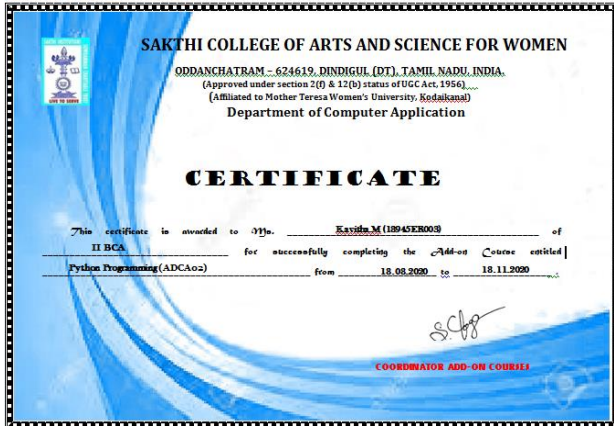 SAKTHI COLLEGE OF ARTS AND SCIENCE FOR WOMEN
ODDANCHATRAM – 624619, DINDIGUL (DT), TAMIL NADU, INDIA.
(Approved under section 2(f) & 12(b) status of UGC Act, 1956)
(Affiliated to Mother Teresa Women's University, Kodaikanal)
Department of Computer Application
LIVE TO SERVE
CERTIFICATE
This certificate is awarded to Ms. Kavitha M (18945ER003) of
II BCA for successfully completing the Add-on Course entitled
Python Programming (ADCA02) from 18.08.2020 to 18.11.2020
COORDINATOR ADD-ON COURSES